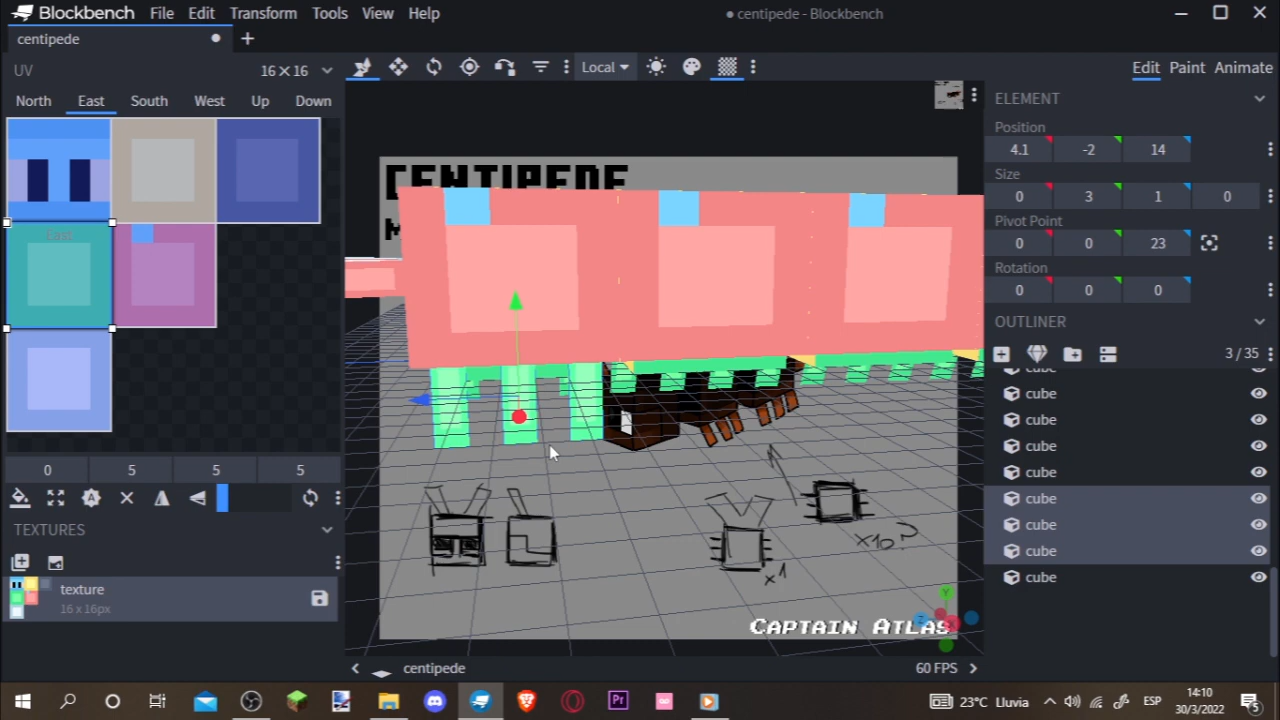 Blockbench File Edit Transform Tools View Help
centipede - Blockbench
centipede
UV 16×16
Local
Edit Paint Animate
North East South West Up Down
ELEMENT
Position
4.1 -2 14
Size
0 3 1 0
Pivot Point
0 0 23
Rotation
0 0 0
OUTLINER
3 / 35
cube
cube
cube
cube
cube
cube
cube
cube
cube
CENTIPEDE
M
East
0 5 5 5
TEXTURES
texture
16 x 16px
x10?
x1
CAPTAIN ATLAS
centipede
60 FPS
23°C Lluvia
ESP
14:10
30/3/2022
5
Pr